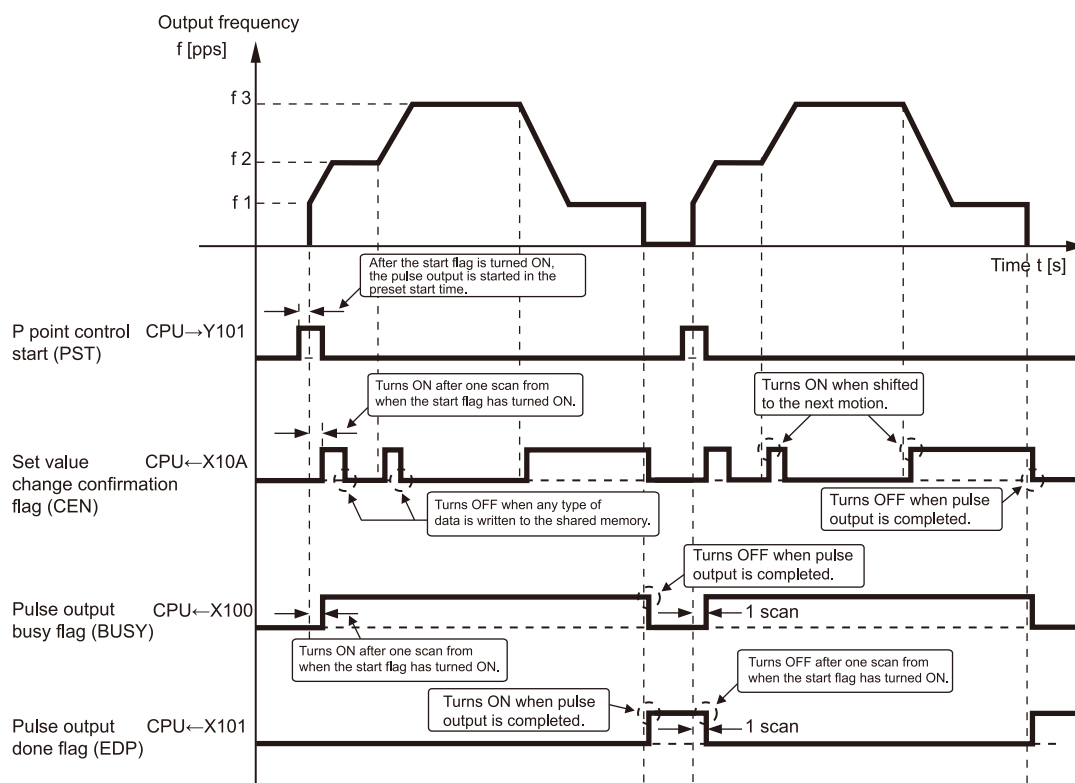 Output frequency
f [pps]
f 3
f 2
f 1
Time t [s]
After the start flag is turned ON,
the pulse output is started in the
preset start time.
P point control CPU→Y101
start (PST)
Turns ON after one scan from
when the start flag has turned ON.
Turns ON when shifted
to the next motion.
Set value CPU←X10A
change confirmation
flag (CEN)
Turns OFF when any type of
data is written to the shared memory.
Turns OFF when pulse
output is completed.
Turns OFF when pulse
output is completed.
Pulse output CPU←X100
busy flag (BUSY)
1 scan
Turns ON after one scan from
when the start flag has turned ON.
Turns OFF after one scan from
when the start flag has turned ON.
Turns ON when pulse
output is completed.
Pulse output CPU←X101
done flag (EDP)
1 scan